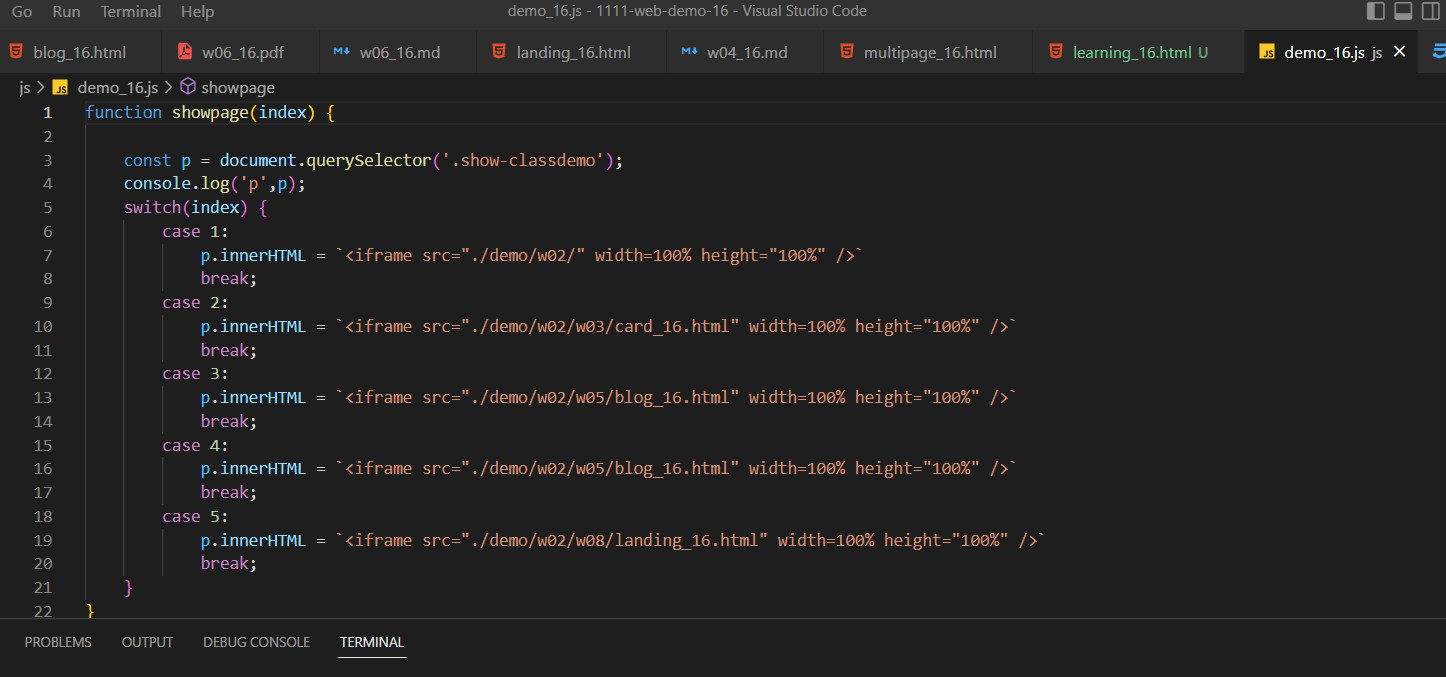 Go Run Terminal Help demo_16.js - 1111-web-demo-16 - Visual Studio Code
blog_16.html w06_16.pdf w06_16.md landing_16.html w04_16.md multipage_16.html learning_16.html U JS demo_16.js js
js > JS demo_16.js > showpage
1 function showpage(index) {
2
3 const p = document.querySelector('.show-classdemo');
4 console.log('p',p);
5 switch(index) {
6 case 1:
7 p.innerHTML = `<iframe src="./demo/w02/" width=100% height="100%" />`
8 break;
9 case 2:
10 p.innerHTML = `<iframe src="./demo/w02/w03/card_16.html" width=100% height="100%" />`
11 break;
12 case 3:
13 p.innerHTML = `<iframe src="./demo/w02/w05/blog_16.html" width=100% height="100%" />`
14 break;
15 case 4:
16 p.innerHTML = `<iframe src="./demo/w02/w05/blog_16.html" width=100% height="100%" />`
17 break;
18 case 5:
19 p.innerHTML = `<iframe src="./demo/w02/w08/landing_16.html" width=100% height="100%" />`
20 break;
21 }
22 }
PROBLEMS OUTPUT DEBUG CONSOLE TERMINAL